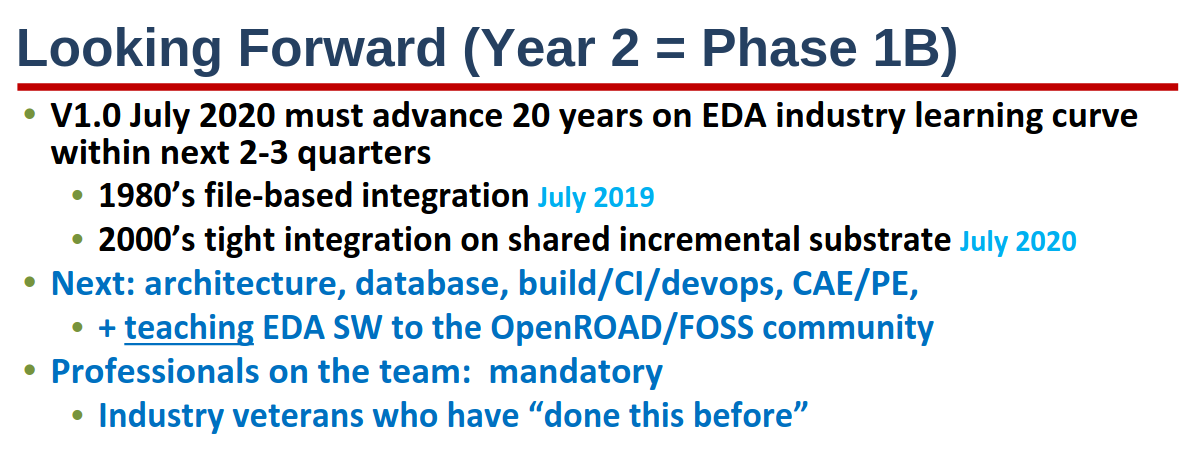 Looking Forward (Year 2 = Phase 1B)
• V1.0 July 2020 must advance 20 years on EDA industry learning curve
within next 2-3 quarters
• 1980’s file-based integration July 2019
• 2000’s tight integration on shared incremental substrate July 2020
• Next: architecture, database, build/CI/devops, CAE/PE,
• + teaching EDA SW to the OpenROAD/FOSS community
• Professionals on the team:  mandatory
• Industry veterans who have “done this before”